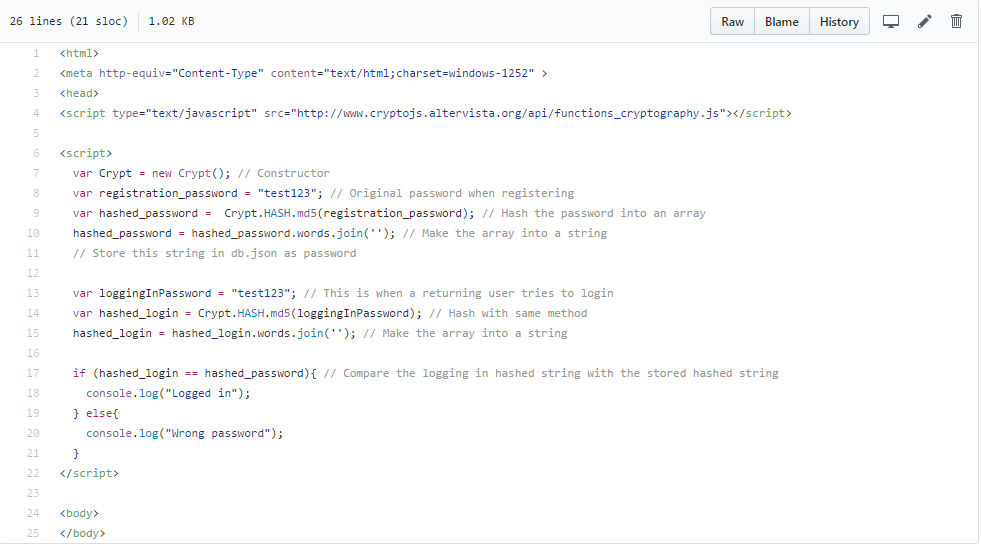 26 lines (21 sloc) 1.02 KB Raw Blame History
1 <html>
2 <meta http-equiv="Content-Type" content="text/html;charset=windows-1252" >
3 <head>
4 <script type="text/javascript" src="http://www.cryptojs.altervista.org/api/functions_cryptography.js"></script>
5
6 <script>
7 var Crypt = new Crypt(); // Constructor
8 var registration_password = "test123"; // Original password when registering
9 var hashed_password =  Crypt.HASH.md5(registration_password); // Hash the password into an array
10 hashed_password = hashed_password.words.join(''); // Make the array into a string
11 // Store this string in db.json as password
12
13 var loggingInPassword = "test123"; // This is when a returning user tries to login
14 var hashed_login = Crypt.HASH.md5(loggingInPassword); // Hash with same method
15 hashed_login = hashed_login.words.join(''); // Make the array into a string
16
17 if (hashed_login == hashed_password){ // Compare the logging in hashed string with the stored hashed string
18 console.log("Logged in");
19 } else{
20 console.log("Wrong password");
21 }
22 </script>
23
24 <body>
25 </body>